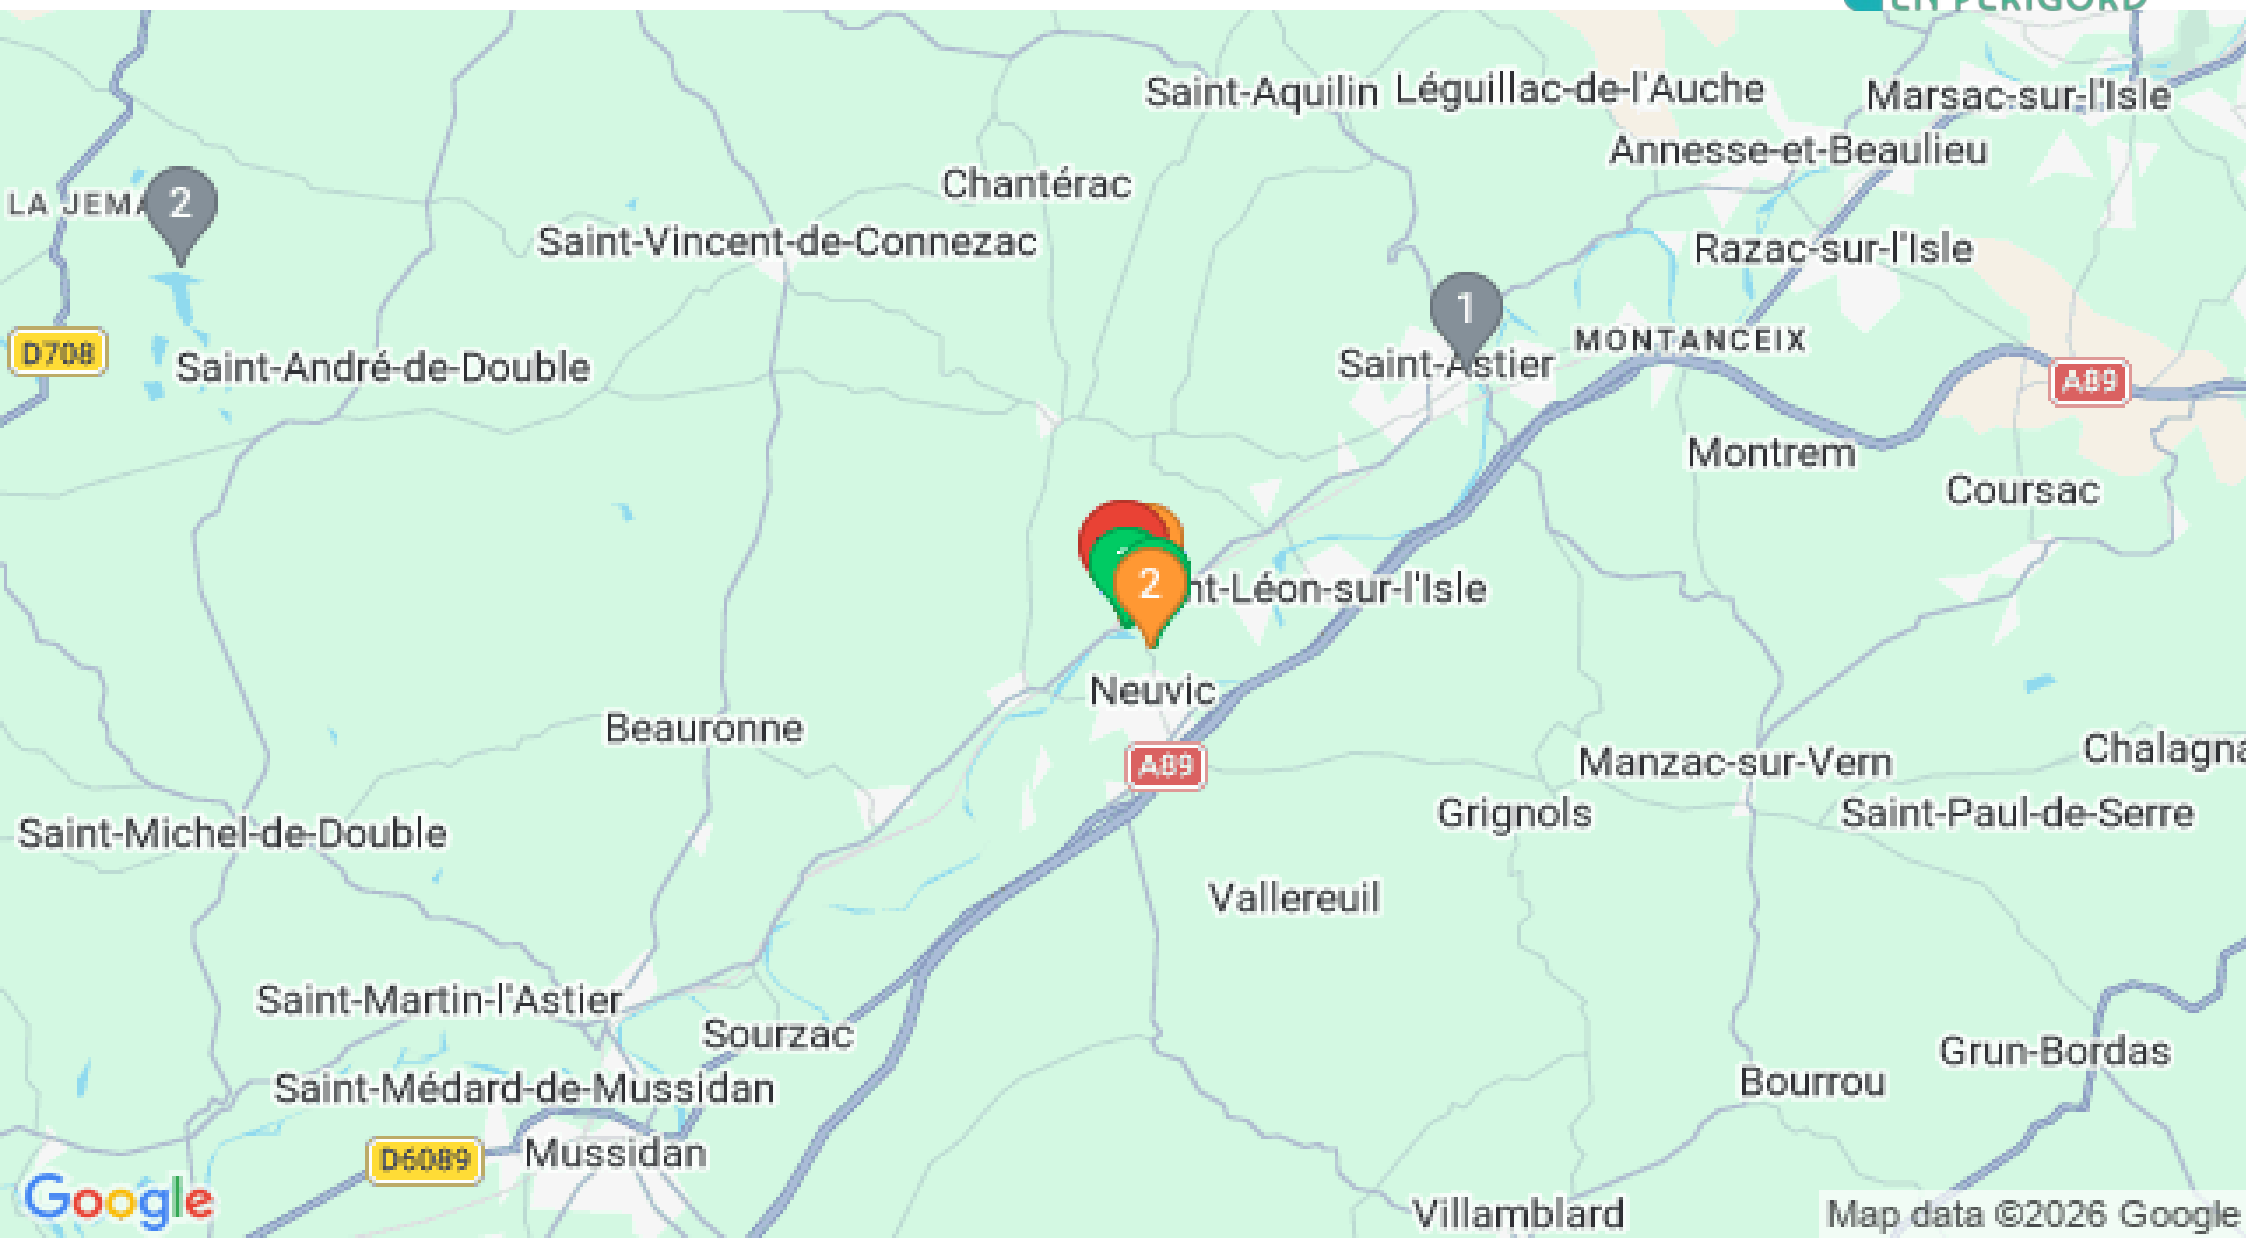 EN PÉRIGORD
Saint-Aquilin
Léguillac-de-l'Auche
Marsac-sur-l'Isle
Annesse-et-Beaulieu
Chantérac
LA JEMA
2
Saint-Vincent-de-Connezac
Razac-sur-l'Isle
1
MONTANCEIX
D708
Saint-André-de-Double
Saint-Astier
A89
Montrem
Coursac
2
nt-Léon-sur-l'Isle
Neuvic
Beauronne
A89
Manzac-sur-Vern
Chalagna
Saint-Michel-de-Double
Grignols
Saint-Paul-de-Serre
Vallereuil
Saint-Martin-l'Astier
Sourzac
Grun-Bordas
Saint-Médard-de-Mussidan
Bourrou
D6089
Mussidan
Google
Villamblard
Map data ©2026 Google